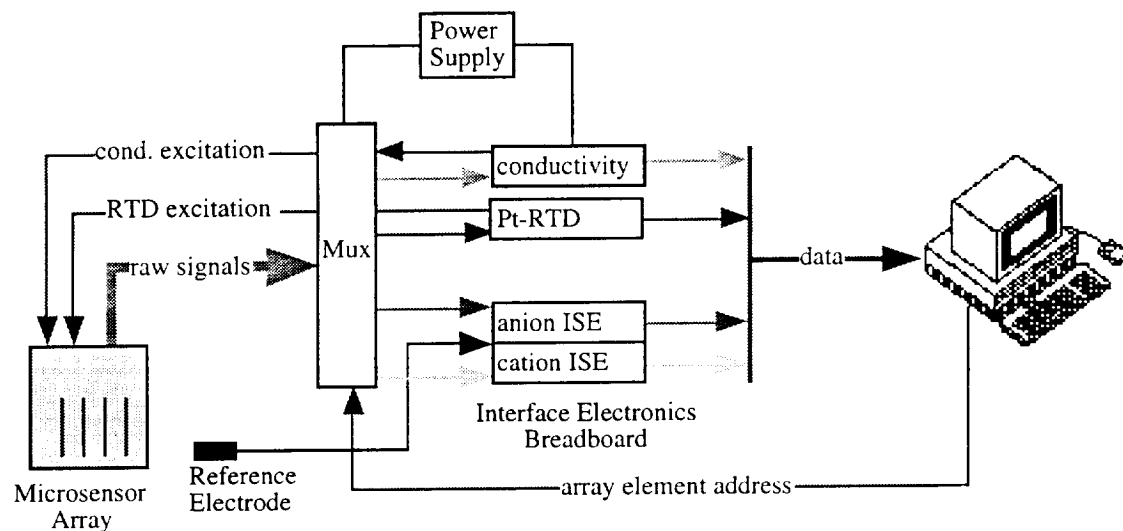 Power
Supply
cond. excitation
conductivity
RTD excitation
Pt-RTD
Mux
raw signals
data
anion ISE
cation ISE
Interface Electronics
Breadboard
Reference
Electrode
array element address
Microsensor
Array